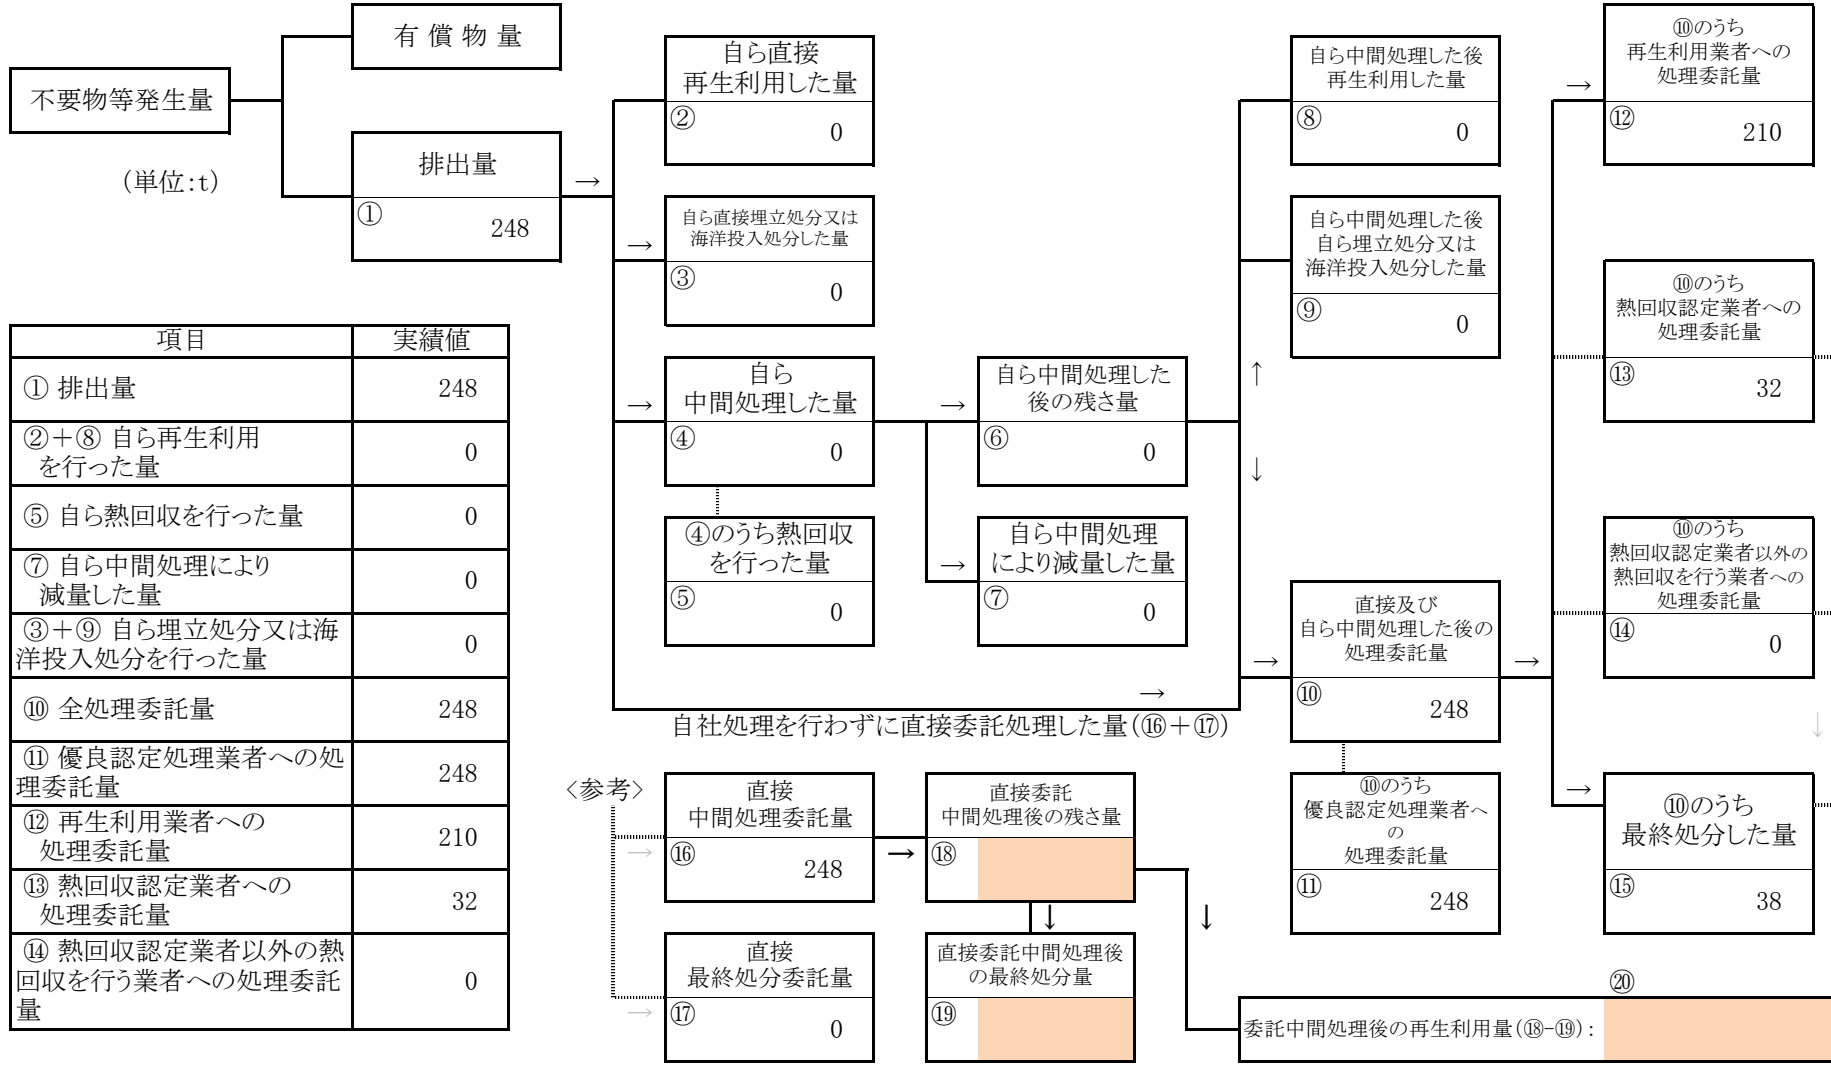 有 償 物 量
不要物等発生量
(単位:t)
排出量
→
①
248
自ら直接
再生利用した量
②
0
→
自ら直接埋立処分又は
海洋投入処分した量
③
0
→
自ら
中間処理した量
④
0
④のうち熱回収
を行った量
⑤
0
→
自ら中間処理した
後の残さ量
⑥
0
→
自ら中間処理
により減量した量
⑦
0
→
自社処理を行わずに直接委託処理した量(⑯+⑰)
自ら中間処理した後
再生利用した量
⑧
0
自ら中間処理した後
自ら埋立処分又は
海洋投入処分した量
⑨
0
↑
↓
→
直接及び
自ら中間処理した後の
処理委託量
⑩
248
→
⑩のうち
優良認定処理業者へ
の
処理委託量
⑪
248
→
⑩のうち
再生利用業者への
処理委託量
⑫
210
⑩のうち
熱回収認定業者への
処理委託量
⑬
32
⑩のうち
熱回収認定業者以外の
熱回収を行う業者への
処理委託量
⑭
0
↓
→
⑩のうち
最終処分した量
⑮
38
項目 実績値
① 排出量 248
②+⑧ 自ら再生利用
を行った量 0
⑤ 自ら熱回収を行った量 0
⑦ 自ら中間処理により
減量した量 0
③+⑨ 自ら埋立処分又は海
洋投入処分を行った量 0
⑩ 全処理委託量 248
⑪ 優良認定処理業者への処
理委託量 248
⑫ 再生利用業者への
処理委託量 210
⑬ 熱回収認定業者への
処理委託量 32
⑭ 熱回収認定業者以外の熱
回収を行う業者への処理委託
量 0
<参考>
→
直接
中間処理委託量
⑯
248
→
直接委託
中間処理後の残さ量
⑱
↓
↓
→
直接
最終処分委託量
⑰
0
直接委託中間処理後
の最終処分量
⑲
⑳
委託中間処理後の再生利用量(⑱-⑲):